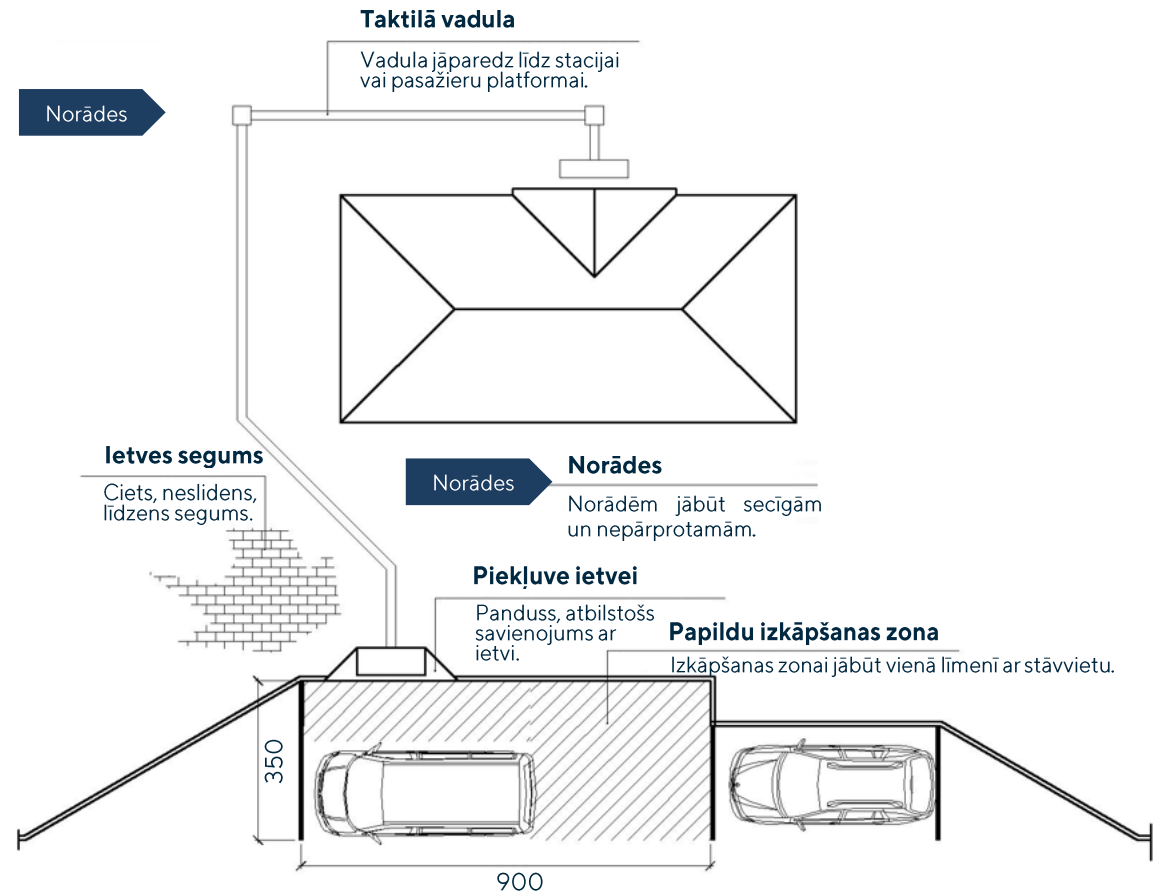 Taktilā vadula
Vadula jāparedz līdz stacijai
vai pasažieru platformai.
Norādes
Ietves segums
Ciets, neslidens,
līdzens segums.
Norādes
Norādes
Norādēm jābūt secīgām
un nepārprotamām.
Piekļuve ietvei
Panduss, atbilstošs
savienojums ar
ietvi.
Papildu izkāpšanas zona
Izkāpšanas zonai jābūt vienā līmenī ar stāvvietu.
350
900